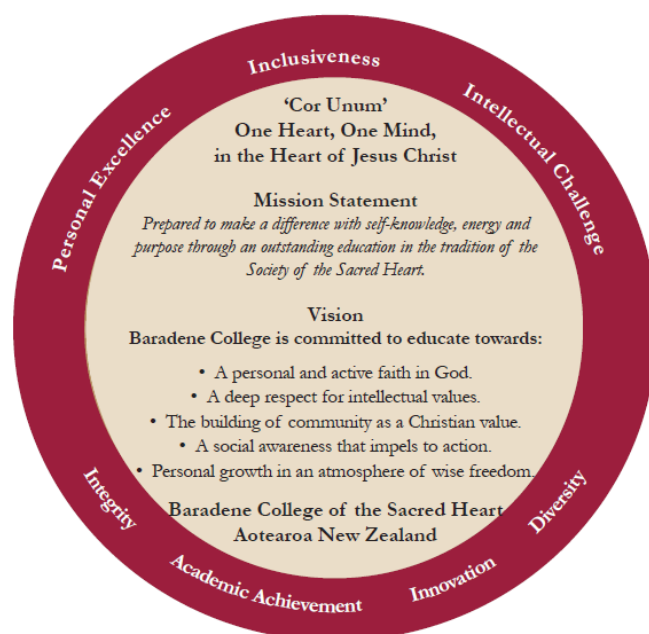 Inclusiveness
Personal Excellence
Intellectual Challenge
‘Cor Unum’
One Heart, One Mind,
in the Heart of Jesus Christ
Mission Statement
Prepared to make a difference with self-knowledge, energy and
purpose through an outstanding education in the tradition of the
Society of the Sacred Heart.
Vision
Baradene College is committed to educate towards:
• A personal and active faith in God.
• A deep respect for intellectual values.
• The building of community as a Christian value.
• A social awareness that impels to action.
• Personal growth in an atmosphere of wise freedom.
Baradene College of the Sacred Heart
Aotearoa New Zealand
Integrity
Academic Achievement
Innovation
Diversity